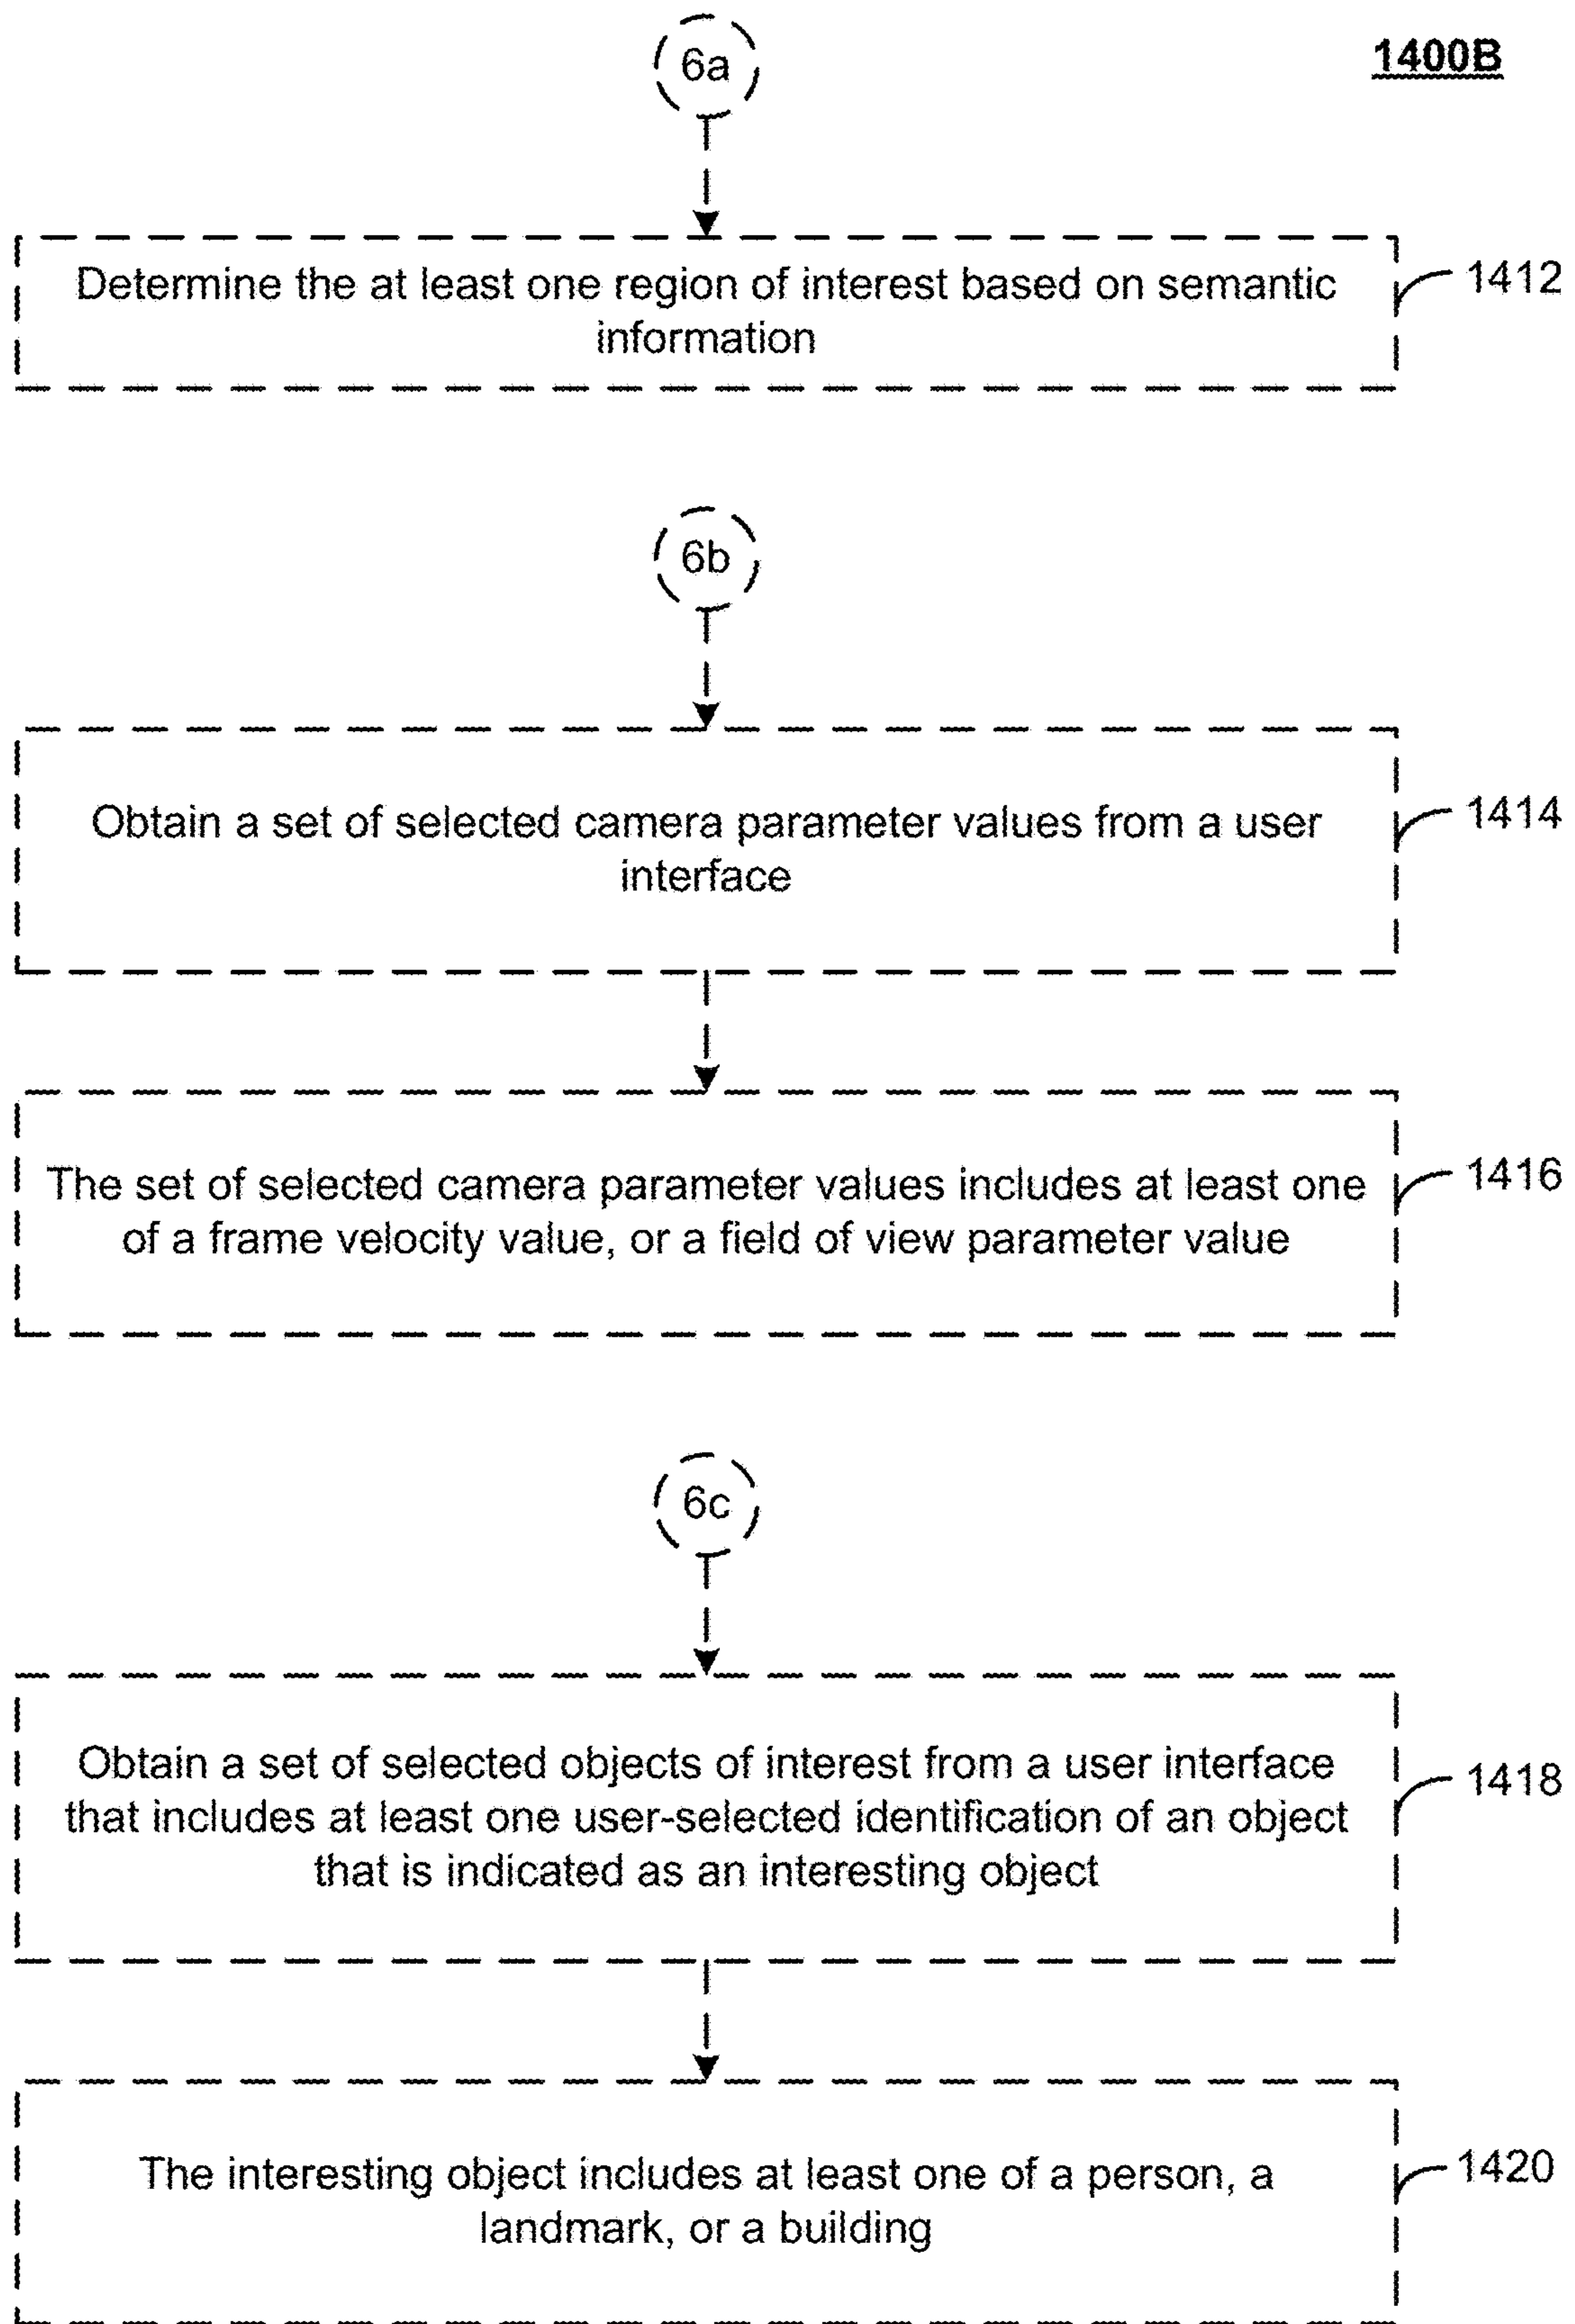 1400B
6a
Determine the at least one region of interest based on semantic
information
1412
6b
Obtain a set of selected camera parameter values from a user
interface
1414
The set of selected camera parameter values includes at least one
of a frame velocity value, or a field of view parameter value
1416
6c
Obtain a set of selected objects of interest from a user interface
that includes at least one user-selected identification of an object
that is indicated as an interesting object
1418
The interesting object includes at least one of a person, a
landmark, or a building
1420